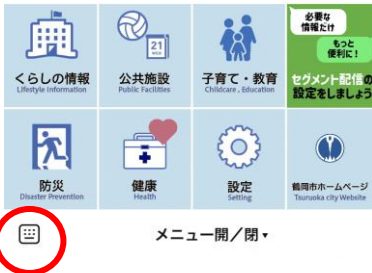 必要な
情報だけ
もっと
便利に!
21
くらしの情報
Lifestyle Information
公共施設
Public Facilities
子育て・教育
Childcare , Education
セグメント配信の
設定をしましょう
防災
Disaster Prevention
健康
Health
設定
Setting
鶴岡市ホームページ
Tsuruoka city Website
メニュー開/閉▾